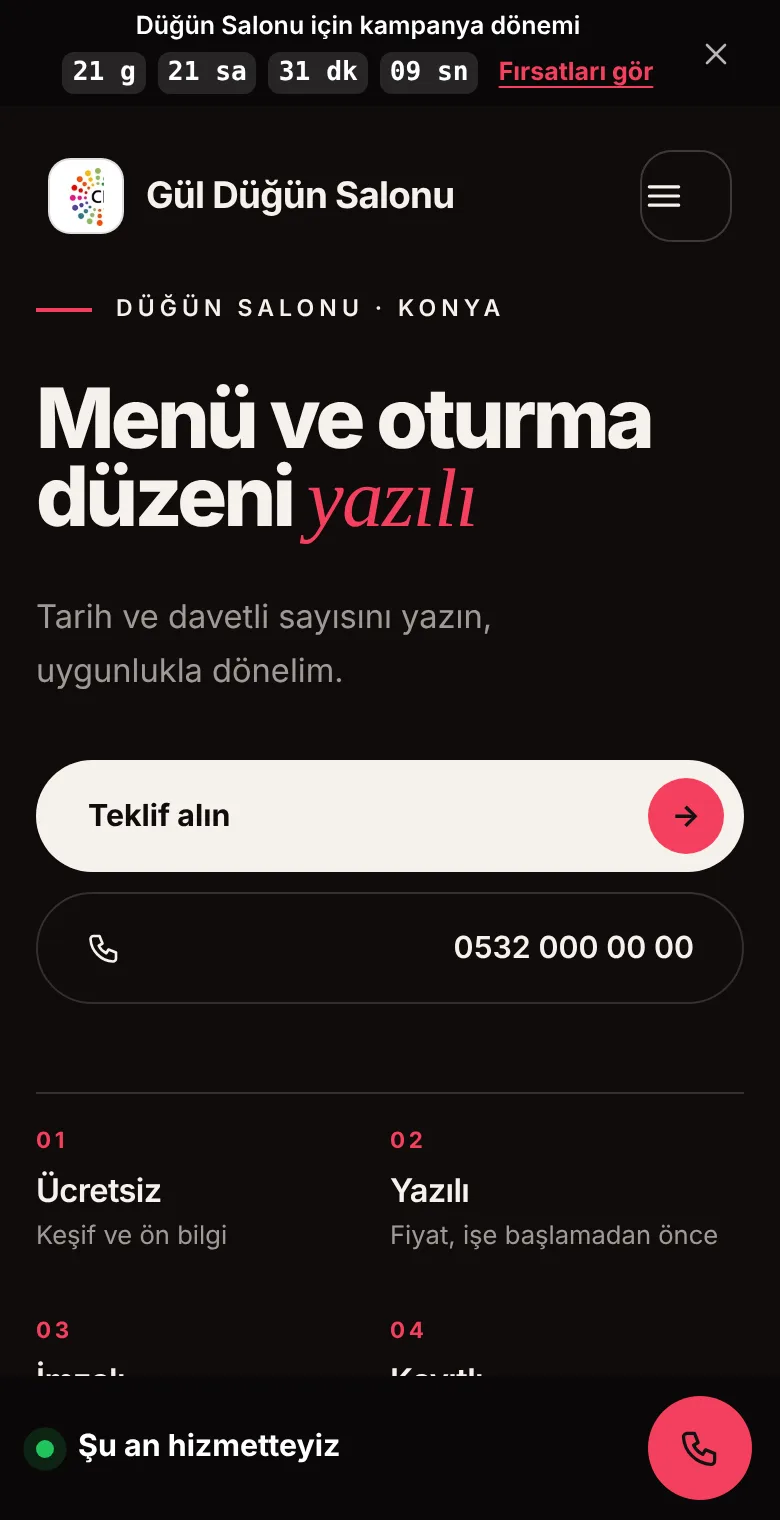 Düğün Salonu için kampanya dönemi
21 g 21 sa 31 dk 09 sn Fırsatları gör
Gül Düğün Salonu
DÜĞÜN SALONU · KONYA
Menü ve oturma
düzeni yazılı
Tarih ve davetli sayısını yazın,
uygunlukla dönelim.
Teklif alın
0532 000 00 00
01
Ücretsiz
Keşif ve ön bilgi
02
Yazılı
Fiyat, işe başlamadan önce
03
04
Şu an hizmetteyiz